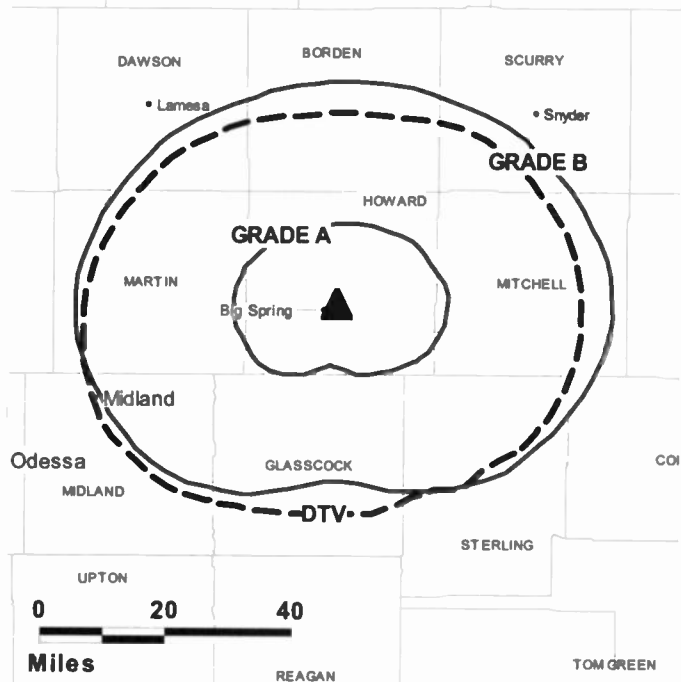 BORDEN
DAWSON
SCURRY
Lamesa
Snyder
GRADE B
HOWARD
GRADE A
MARTIN
MITCHELL
Big Spring
Midland
Odessa
GLASSCOCK
COI
MIDLAND
DTV
STERLING
UPTON
0 20 40
Miles
TOM GREEN
REAGAN